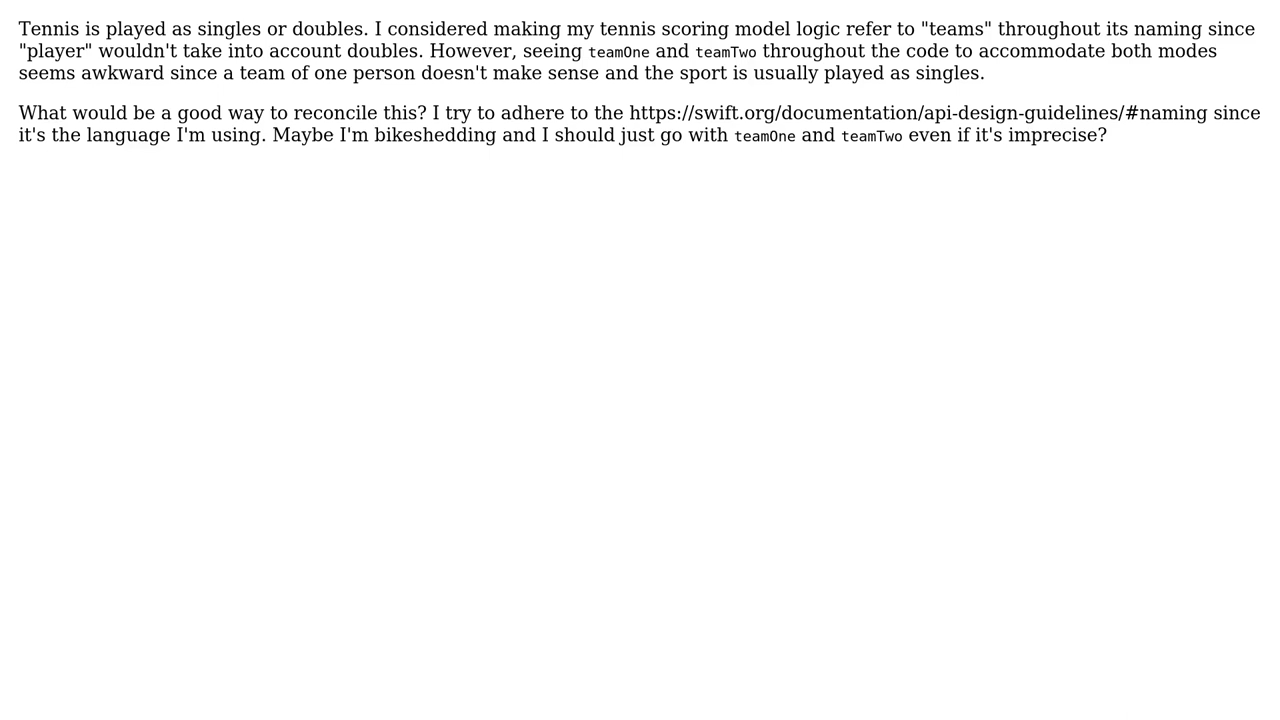 Tennis is played as singles or doubles. I considered making my tennis scoring model logic refer to "teams" throughout its naming since
"player" wouldn't take into account doubles. However, seeing teamOne and teamTwo throughout the code to accommodate both modes
seems awkward since a team of one person doesn't make sense and the sport is usually played as singles.
What would be a good way to reconcile this? I try to adhere to the https://swift.org/documentation/api-design-guidelines/#naming since
it's the language I'm using. Maybe I'm bikeshedding and I should just go with teamOne and teamTwo even if it's imprecise?